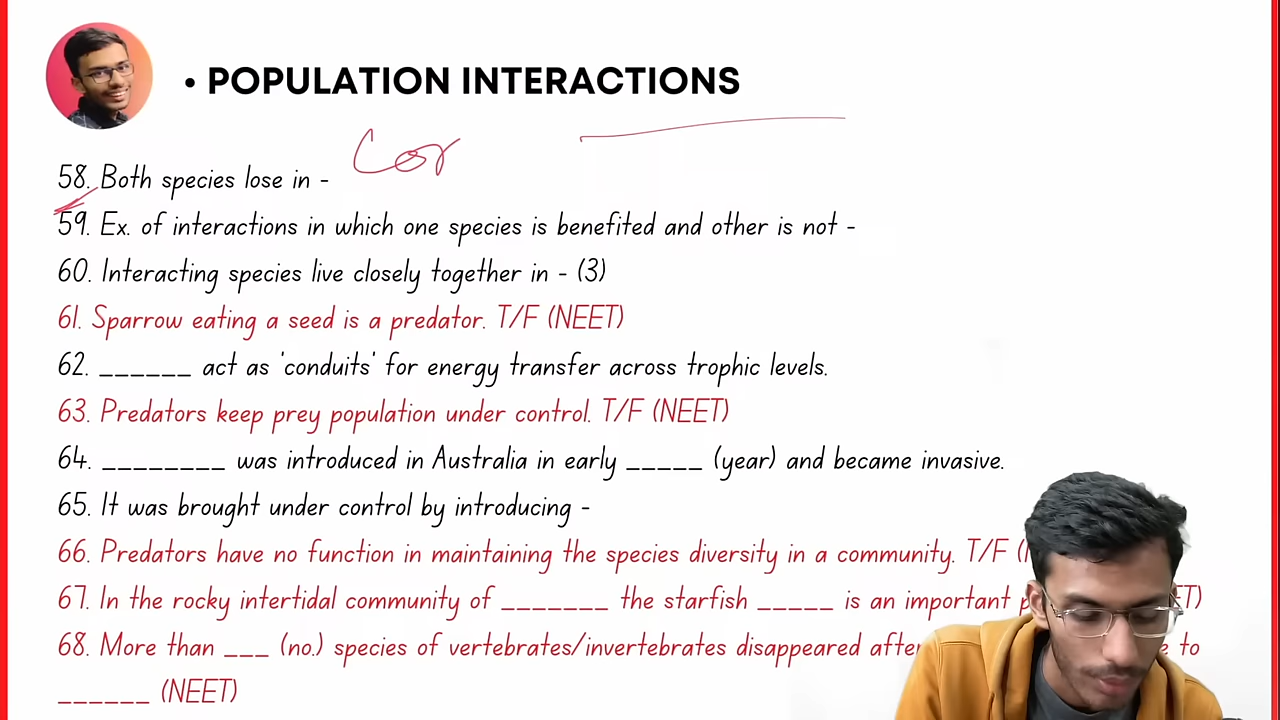 • POPULATION INTERACTIONS
Cor
58. Both species lose in -
59. Ex. of interactions in which one species is benefited and other is not -
60. Interacting species live closely together in - (3)
61. Sparrow eating a seed is a predator. T/F (NEET)
62. ______ act as 'conduits' for energy transfer across trophic levels.
63. Predators keep prey population under control. T/F (NEET)
64. ________ was introduced in Australia in early _____ (year) and became invasive.
65. It was brought under control by introducing -
66. Predators have no function in maintaining the species diversity in a community. T/F
67. In the rocky intertidal community of _______ the starfish _____ is an important
68. More than ___ (no.) species of vertebrates/invertebrates disappeared to
______ (NEET)